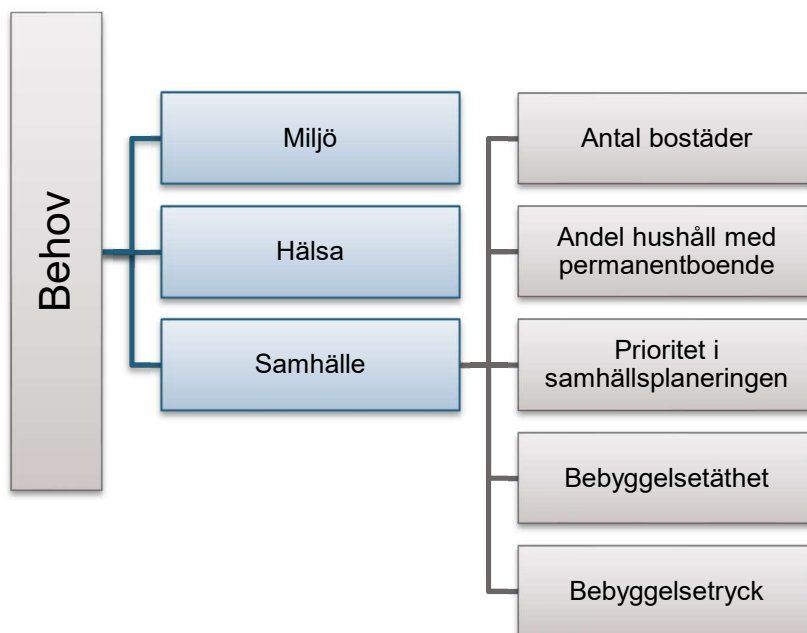 Behov
Miljö
Hälsa
Samhälle
Antal bostäder
Andel hushåll med
permanentboende
Prioritet i
samhällsplaneringen
Bebyggelsetäthet
Bebyggelsetryck